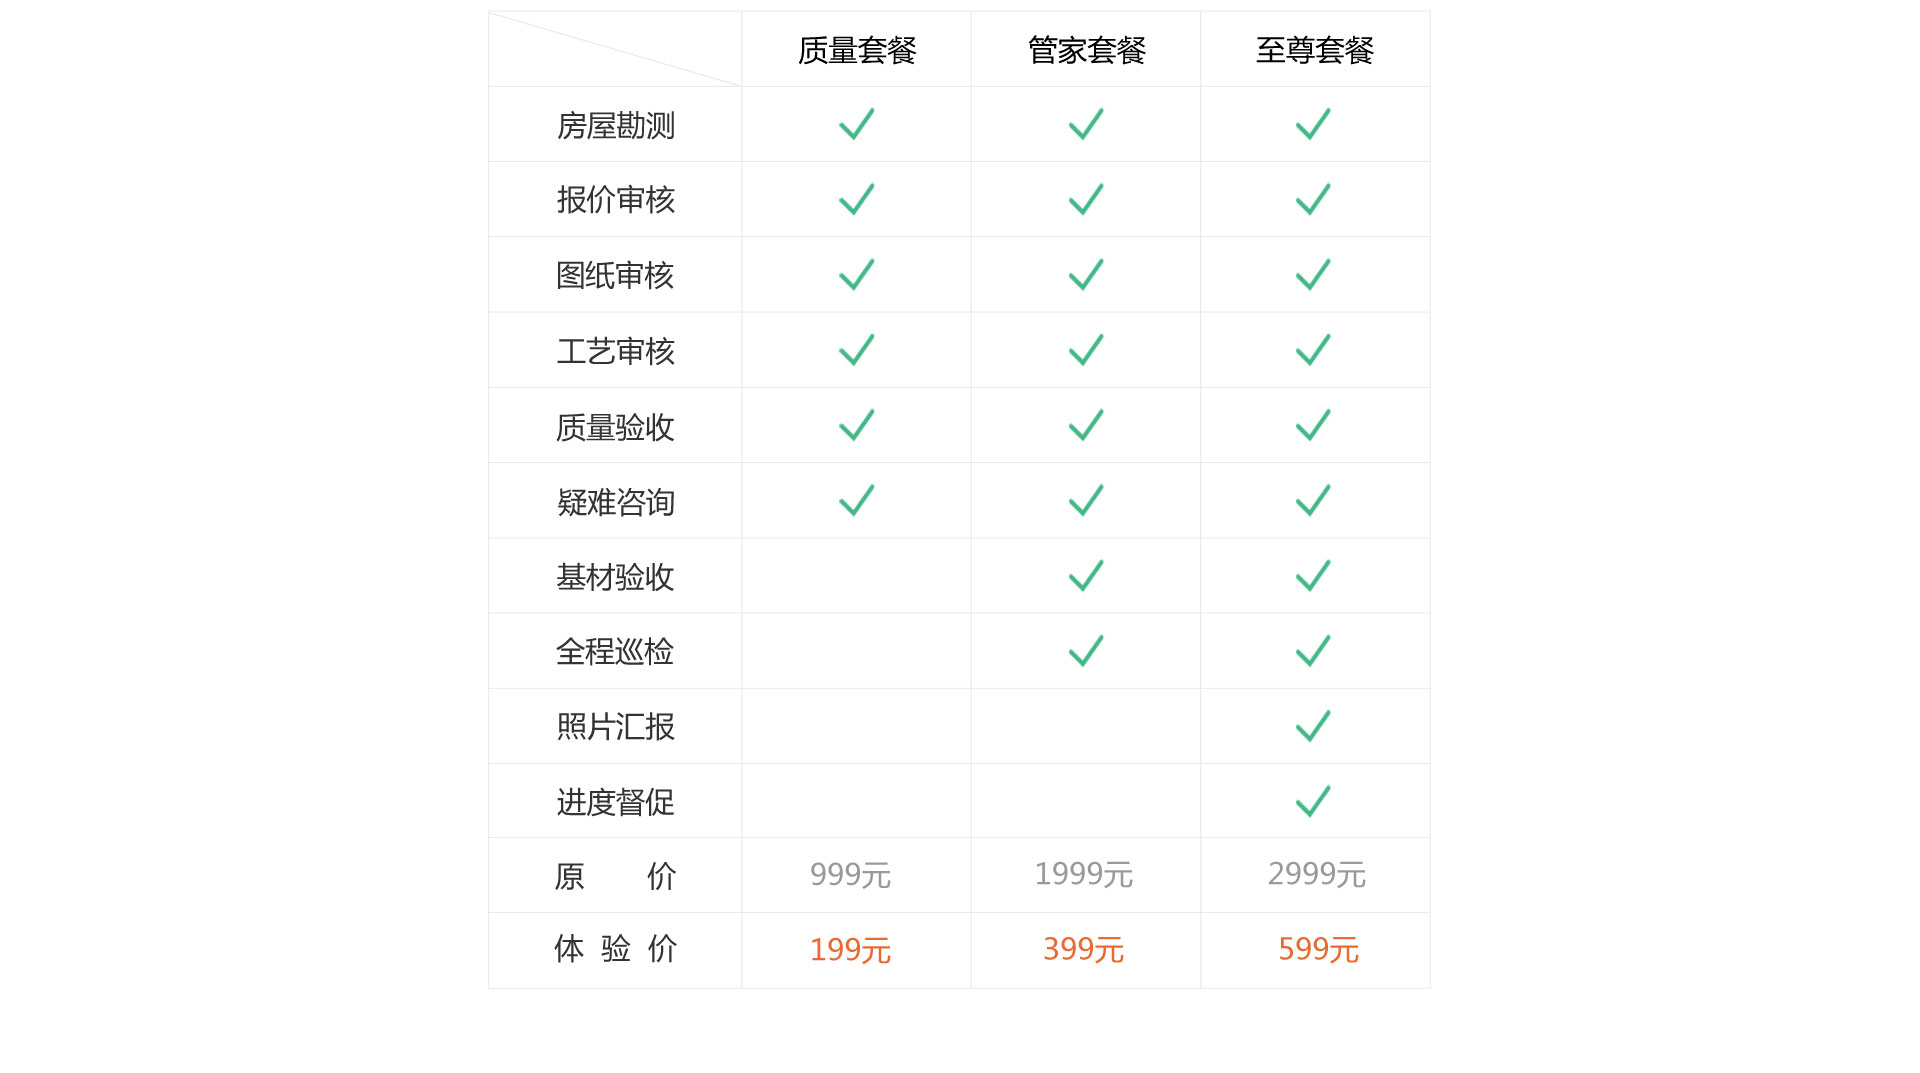 质量套餐 管家套餐 至尊套餐
房屋勘测
报价审核
图纸审核
工艺审核
质量验收
疑难咨询
基材验收
全程巡检
照片汇报
进度督促
原 价 999元 1999元 2999元
体 验 价 199元 399元 599元